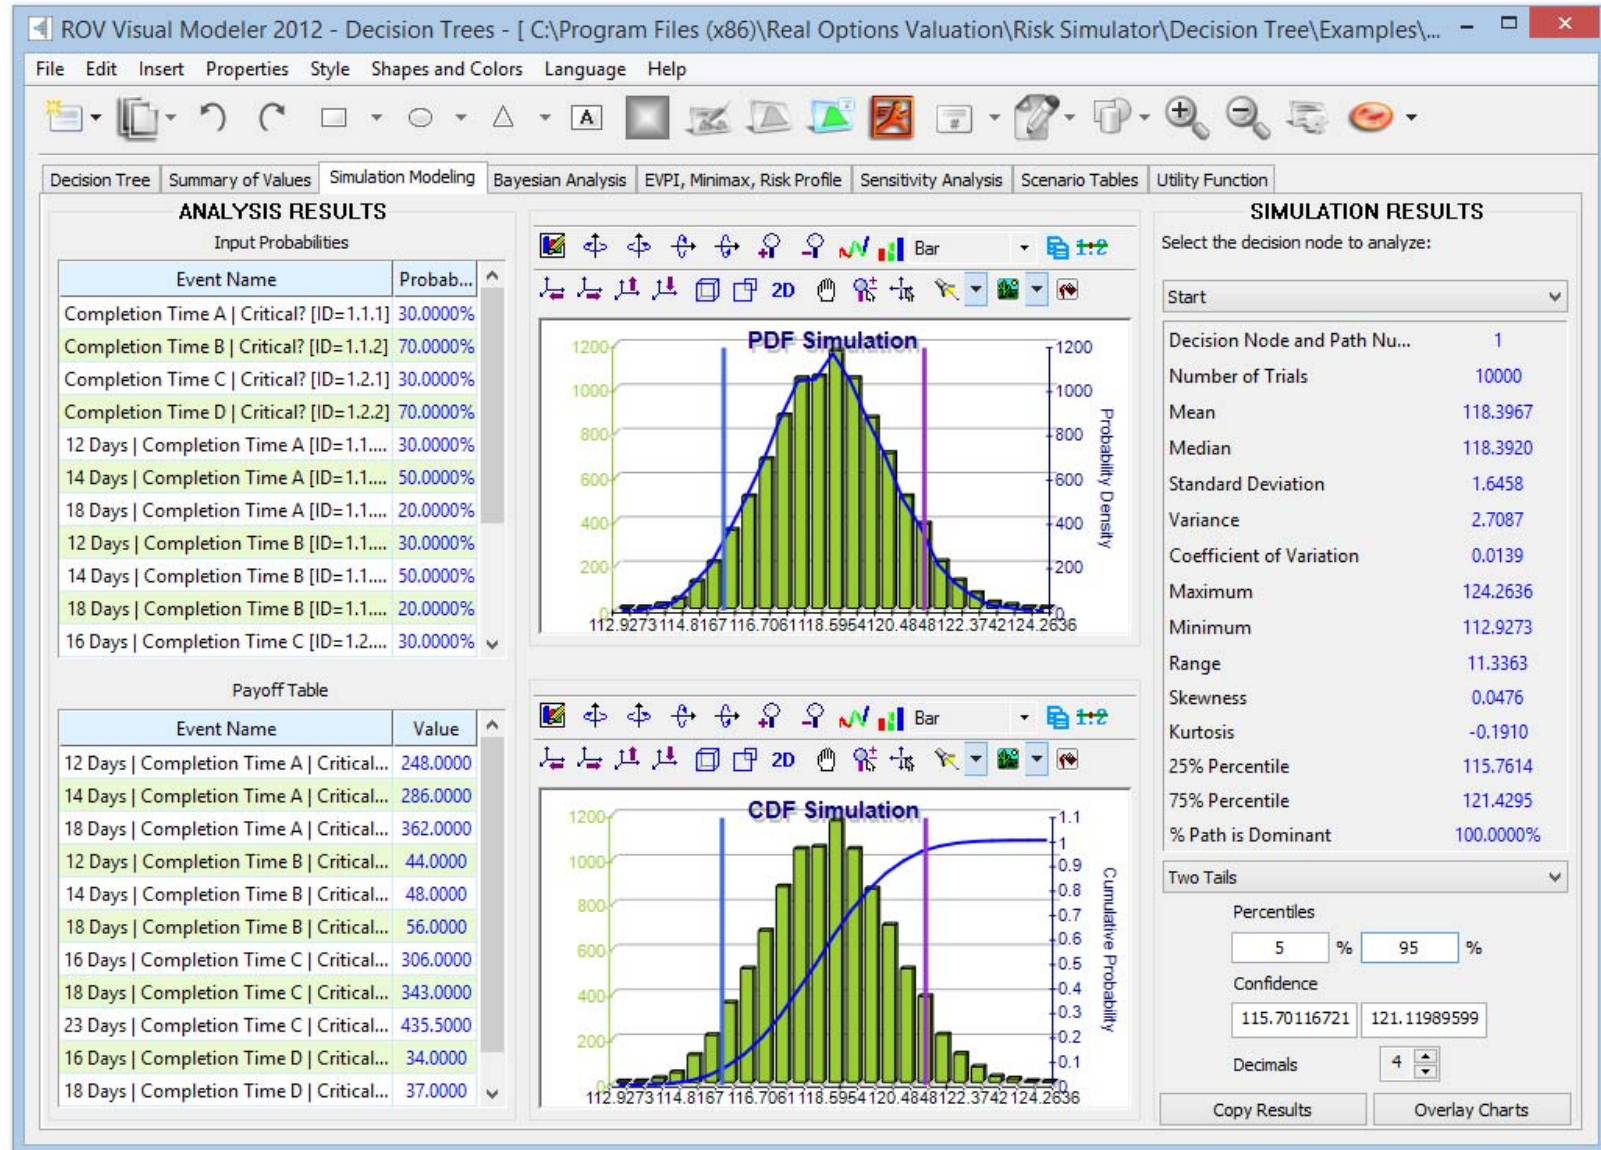 ROV Visual Modeler 2012 - Decision Trees - [ C:\Program Files (x86)\Real Options Valuation\Risk Simulator\Decision Tree\Examples\...
File Edit Insert Properties Style Shapes and Colors Language Help
A
Decision Tree Summary of Values Simulation Modeling Bayesian Analysis EVPI, Minimax, Risk Profile Sensitivity Analysis Scenario Tables Utility Function
ANALYSIS RESULTS
Input Probabilities
Event Name Probab...
Completion Time A | Critical? [ID=1.1.1] 30.0000%
Completion Time B | Critical? [ID=1.1.2] 70.0000%
Completion Time C | Critical? [ID=1.2.1] 30.0000%
Completion Time D | Critical? [ID=1.2.2] 70.0000%
12 Days | Completion Time A [ID=1.1.... 30.0000%
14 Days | Completion Time A [ID=1.1.... 50.0000%
18 Days | Completion Time A [ID=1.1.... 20.0000%
12 Days | Completion Time B [ID=1.1.... 30.0000%
14 Days | Completion Time B [ID=1.1.... 50.0000%
18 Days | Completion Time B [ID=1.1.... 20.0000%
16 Days | Completion Time C [ID=1.2.... 30.0000%
Payoff Table
Event Name Value
12 Days | Completion Time A | Critical... 248.0000
14 Days | Completion Time A | Critical... 286.0000
18 Days | Completion Time A | Critical... 362.0000
12 Days | Completion Time B | Critical... 44.0000
14 Days | Completion Time B | Critical... 48.0000
18 Days | Completion Time B | Critical... 56.0000
16 Days | Completion Time C | Critical... 306.0000
18 Days | Completion Time C | Critical... 343.0000
23 Days | Completion Time C | Critical... 435.5000
16 Days | Completion Time D | Critical... 34.0000
18 Days | Completion Time D | Critical... 37.0000
Bar
2D
PDF Simulation
1200 1200
1000 1000
800 800
600 600
400 400
200 200
0 0
Probability Density
112.9273 114.8167 116.7061 118.5954 120.4848 122.3742 124.2636
Bar
2D
CDF Simulation
1200 1.1
1
1000 0.9
0.8
800 0.7
600 0.6
0.5
400 0.4
0.3
200 0.2
0.1
0 0
Cumulative Probability
112.9273 114.8167 116.7061 118.5954 120.4848 122.3742 124.2636
SIMULATION RESULTS
Select the decision node to analyze:
Start
Decision Node and Path Nu... 1
Number of Trials 10000
Mean 118.3967
Median 118.3920
Standard Deviation 1.6458
Variance 2.7087
Coefficient of Variation 0.0139
Maximum 124.2636
Minimum 112.9273
Range 11.3363
Skewness 0.0476
Kurtosis -0.1910
25% Percentile 115.7614
75% Percentile 121.4295
% Path is Dominant 100.0000%
Two Tails
Percentiles
5 % 95 %
Confidence
115.70116721 121.11989599
Decimals 4
Copy Results Overlay Charts